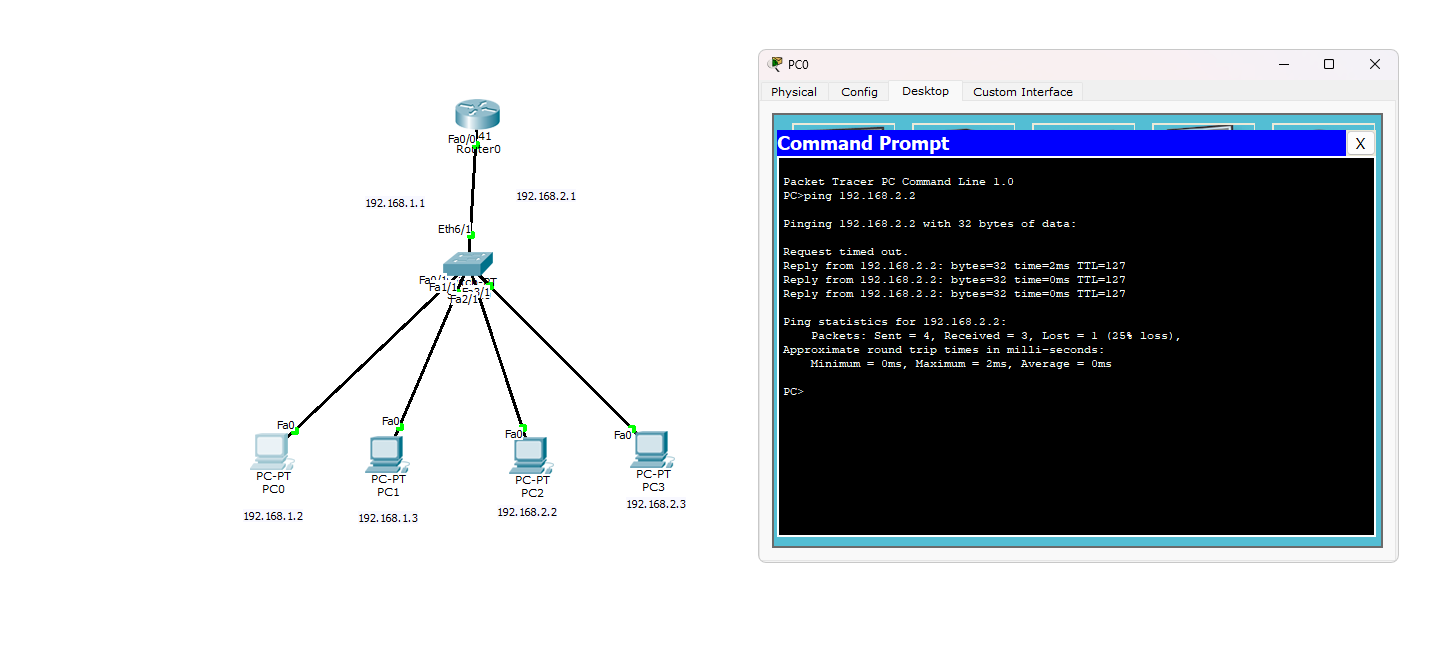 41
Fa0/0
Router0
192.168.1.1
192.168.2.1
Eth6/1
Fa0/1
Fa1/1
Fa3/1
Fa2/1
Fa0
Fa0
Fa0
Fa0
PC-PT
PC0
192.168.1.2
PC-PT
PC1
192.168.1.3
PC-PT
PC2
192.168.2.2
PC-PT
PC3
192.168.2.3
PC0
Physical
Config
Desktop
Custom Interface
Command Prompt
X
Packet Tracer PC Command Line 1.0
PC>ping 192.168.2.2
Pinging 192.168.2.2 with 32 bytes of data:
Request timed out.
Reply from 192.168.2.2: bytes=32 time=2ms TTL=127
Reply from 192.168.2.2: bytes=32 time=0ms TTL=127
Reply from 192.168.2.2: bytes=32 time=0ms TTL=127
Ping statistics for 192.168.2.2:
Packets: Sent = 4, Received = 3, Lost = 1 (25% loss),
Approximate round trip times in milli-seconds:
Minimum = 0ms, Maximum = 2ms, Average = 0ms
PC>